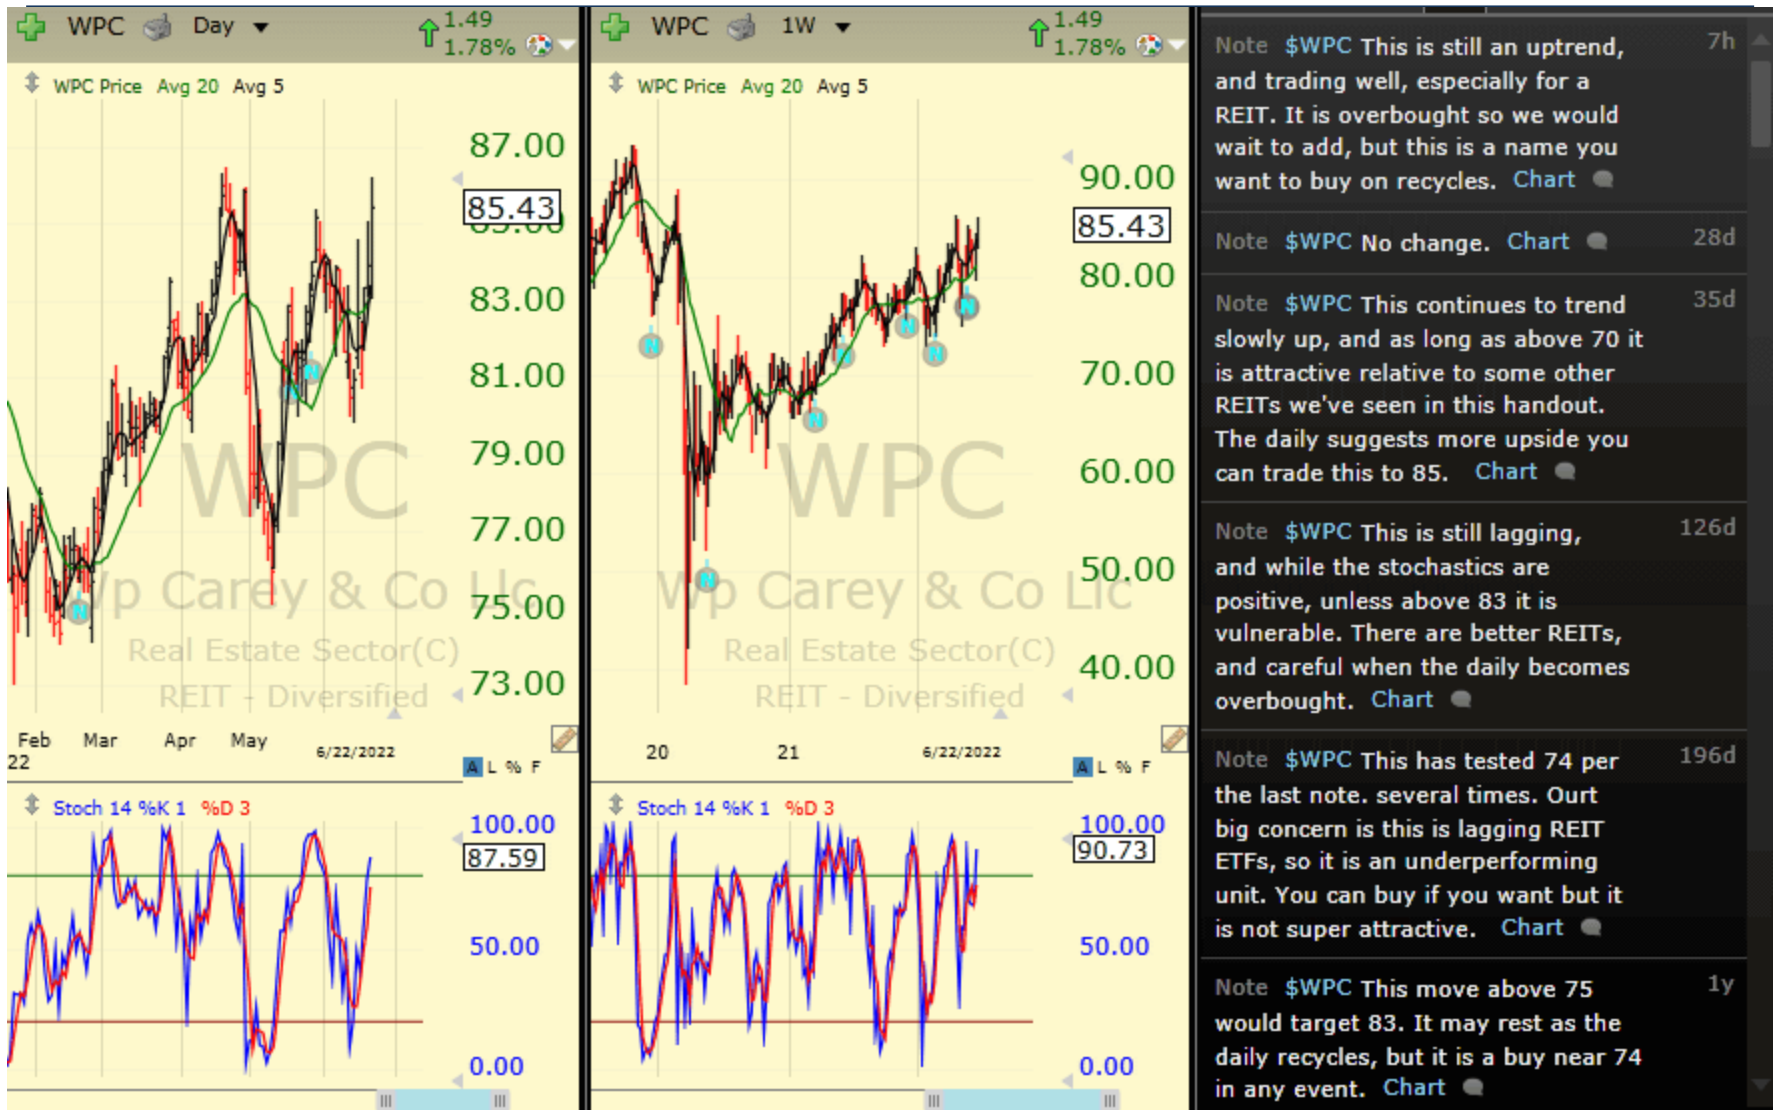 WPC Day 1.49
1.78%
WPC Price Avg 20 Avg 5
87.00
85.43
85.00
83.00
81.00
79.00
77.00
75.00
73.00
N
N
N
WPC
Wp Carey & Co Llc
Real Estate Sector(C)
REIT - Diversified
Feb Mar Apr May 6/22/2022
22
A L % F
Stoch 14 %K 1 %D 3
100.00
87.59
50.00
0.00
WPC 1W 1.49
1.78%
WPC Price Avg 20 Avg 5
90.00
85.43
80.00
70.00
60.00
50.00
40.00
N
N
N
N
N
N
N
WPC
Wp Carey & Co Llc
Real Estate Sector(C)
REIT - Diversified
20 21 6/22/2022
A L % F
Stoch 14 %K 1 %D 3
100.00
90.73
50.00
0.00
Note $WPC This is still an uptrend, 7h
and trading well, especially for a
REIT. It is overbought so we would
wait to add, but this is a name you
want to buy on recycles. Chart
Note $WPC No change. Chart 28d
Note $WPC This continues to trend 35d
slowly up, and as long as above 70 it
is attractive relative to some other
REITs we've seen in this handout.
The daily suggests more upside you
can trade this to 85. Chart
Note $WPC This is still lagging, 126d
and while the stochastics are
positive, unless above 83 it is
vulnerable. There are better REITs,
and careful when the daily becomes
overbought. Chart
Note $WPC This has tested 74 per 196d
the last note. several times. Ourt
big concern is this is lagging REIT
ETFs, so it is an underperforming
unit. You can buy if you want but it
is not super attractive. Chart
Note $WPC This move above 75 1y
would target 83. It may rest as the
daily recycles, but it is a buy near 74
in any event. Chart